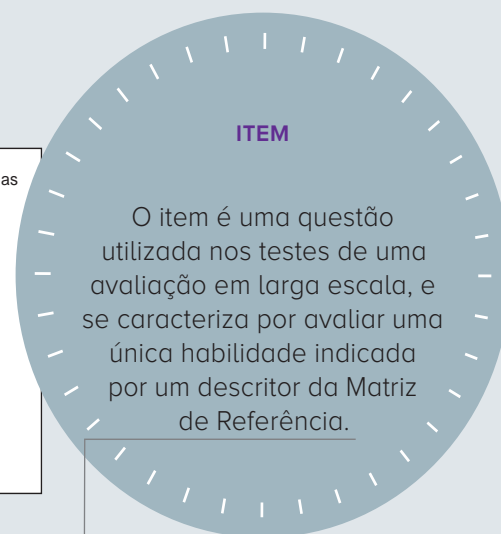 as
ITEM
O item é uma questão
utilizada nos testes de uma
avaliação em larga escala, e
se caracteriza por avaliar uma
única habilidade indicada
por um descritor da Matriz
de Referência.